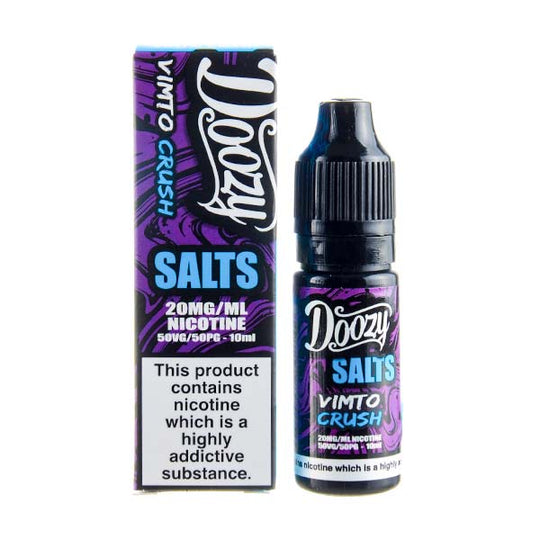 Doozy
VIMTO CRUSH
SALTS
20MG/ML
NICOTINE
50VG/50PG - 10ml
This product
contains
nicotine
which is a
highly
addictive
substance.
Doozy
SALTS
VIMTO
CRUSH
20MG/ML NICOTINE
50VG/50PG - 10ml
nicotine which is a highly